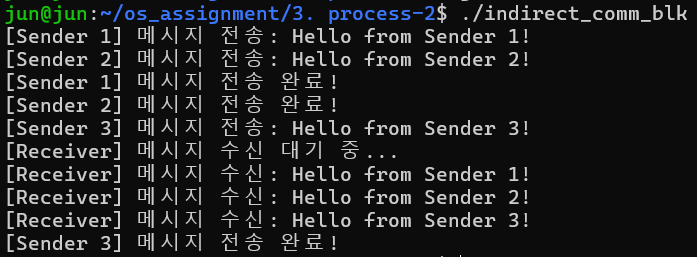 jun@jun:~/os_assignment/3. process-2$ ./indirect_comm_blk
[Sender 1] 메시지 전송: Hello from Sender 1!
[Sender 2] 메시지 전송: Hello from Sender 2!
[Sender 1] 메시지 전송 완료!
[Sender 2] 메시지 전송 완료!
[Sender 3] 메시지 전송: Hello from Sender 3!
[Receiver] 메시지 수신 대기 중...
[Receiver] 메시지 수신: Hello from Sender 1!
[Receiver] 메시지 수신: Hello from Sender 2!
[Receiver] 메시지 수신: Hello from Sender 3!
[Sender 3] 메시지 전송 완료!